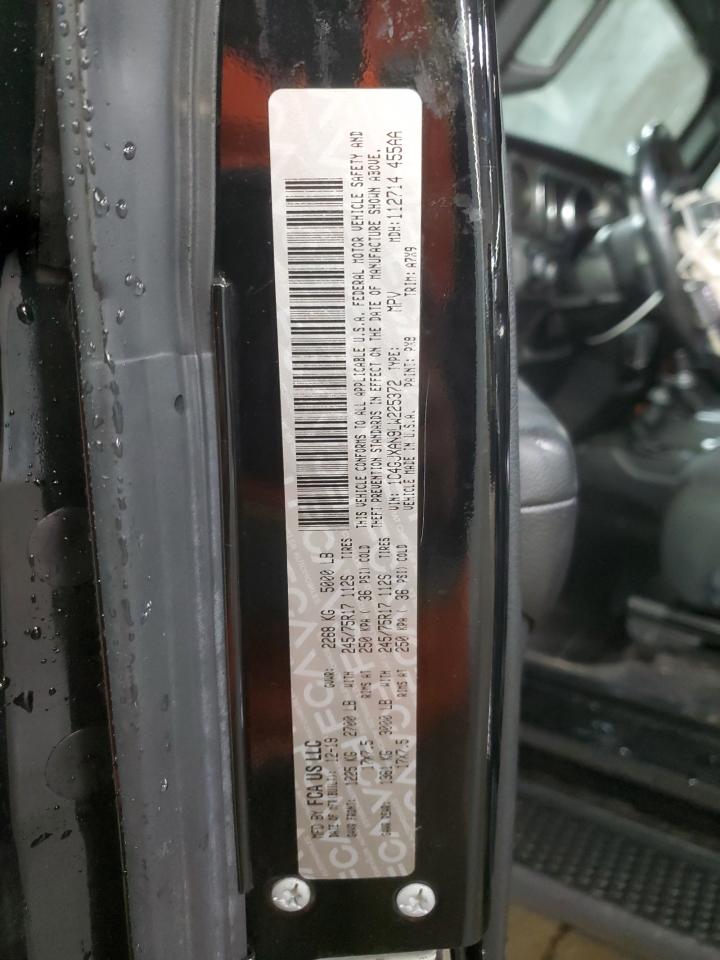 MFD BY FCA US LLC
DATE OF MFR: 12-19 GVWR: 2268 KG 5000 LB
GAWR FRONT: 1225 KG 2700 LB WITH 245/75R17 112S TIRES
17X7.5 RIMS AT 250 KPA ( 36 PSI) COLD
GAWR REAR: 1361 KG 3000 LB WITH 245/75R17 112S TIRES
17X7.5 RIMS AT 250 KPA ( 36 PSI) COLD
THIS VEHICLE CONFORMS TO ALL APPLICABLE U.S.A. FEDERAL MOTOR VEHICLE SAFETY AND
THEFT PREVENTION STANDARDS IN EFFECT ON THE DATE OF MANUFACTURE SHOWN ABOVE.
VIN: 1C4GJXAN9LW225372 TYPE: MPV MDH: 112714 455AA
VEHICLE MADE IN U.S.A. PAINT: PX8 TRIM: A7X9